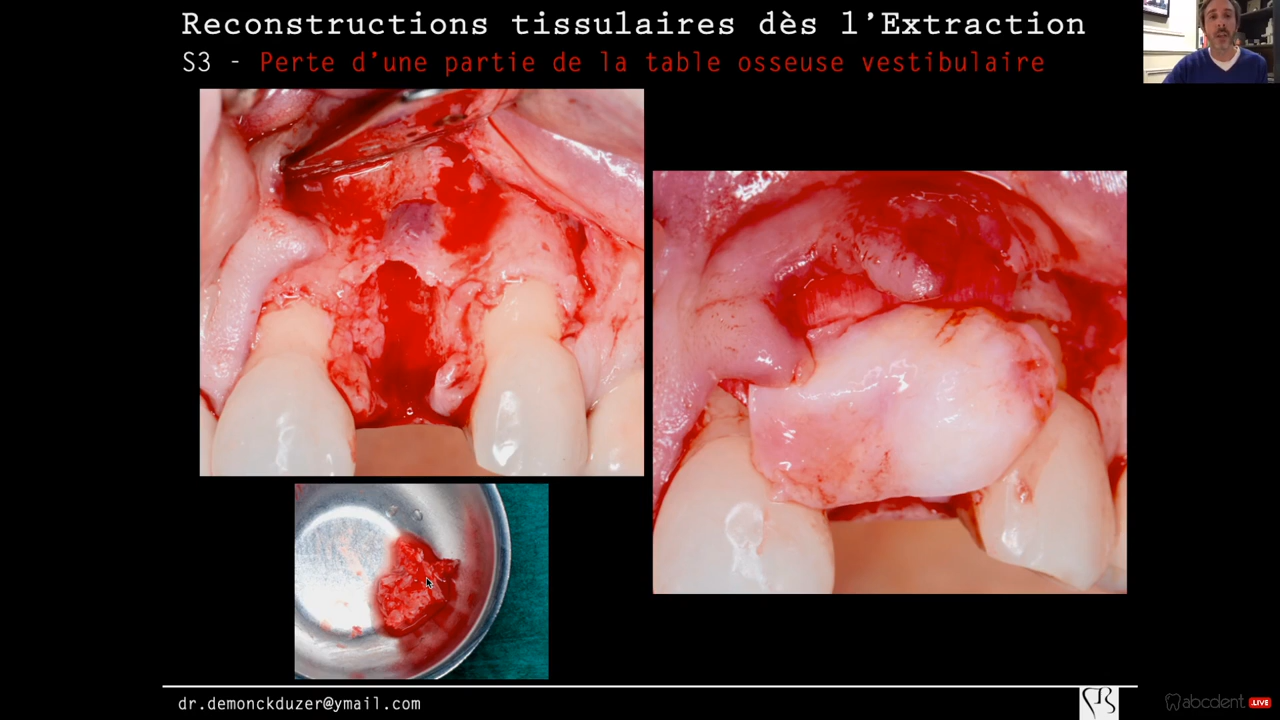 Reconstructions tissulaires dès l'Extraction
S3 - Perte d'une partie de la table osseuse vestibulaire
dr.demonckduzer@ymail.com
abcdent.LIVE